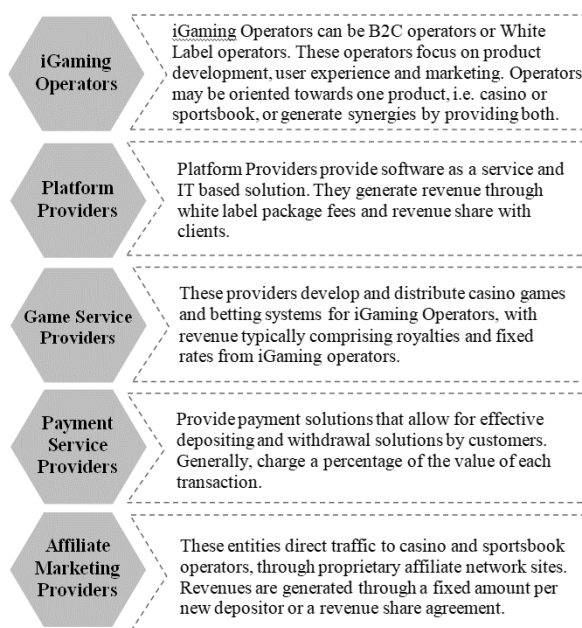 iGaming
Operators
iGaming Operators can be B2C operators or White
Label operators. These operators focus on product
development, user experience and marketing. Operators
may be oriented towards one product, i.e. casino or
sportsbook, or generate synergies by providing both.
Platform
Providers
Platform Providers provide software as a service and
IT based solution. They generate revenue through
white label package fees and revenue share with
clients.
Game Service
Providers
These providers develop and distribute casino games
and betting systems for iGaming Operators, with
revenue typically comprising royalties and fixed
rates from iGaming operators.
Payment
Service
Providers
Provide payment solutions that allow for effective
depositing and withdrawal solutions by customers.
Generally, charge a percentage of the value of each
transaction.
Affiliate
Marketing
Providers
These entities direct traffic to casino and sportsbook
operators, through proprietary affiliate network sites.
Revenues are generated through a fixed amount per
new depositor or a revenue share agreement.